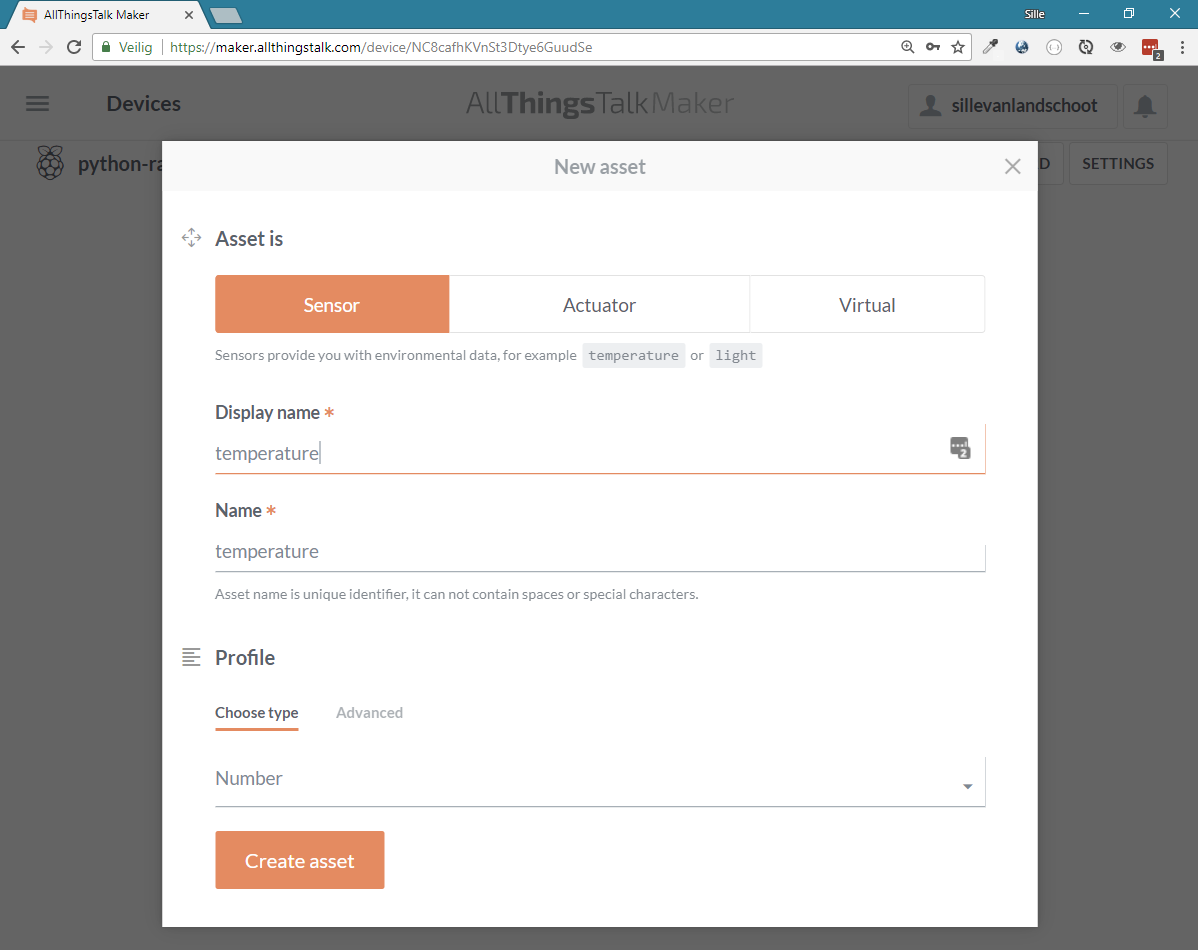 AllThingsTalk Maker
Sille
Veilig https://maker.allthingstalk.com/device/NC8cafhKVnSt3Dtye6GuudSe
2
Devices AllThingsTalkMaker sillevanlandschoot
python-ra D SETTINGS
New asset
Asset is
Sensor Actuator Virtual
Sensors provide you with environmental data, for example temperature or light
Display name *
temperature
2
Name *
temperature
Asset name is unique identifier, it can not contain spaces or special characters.
Profile
Choose type Advanced
Number
Create asset